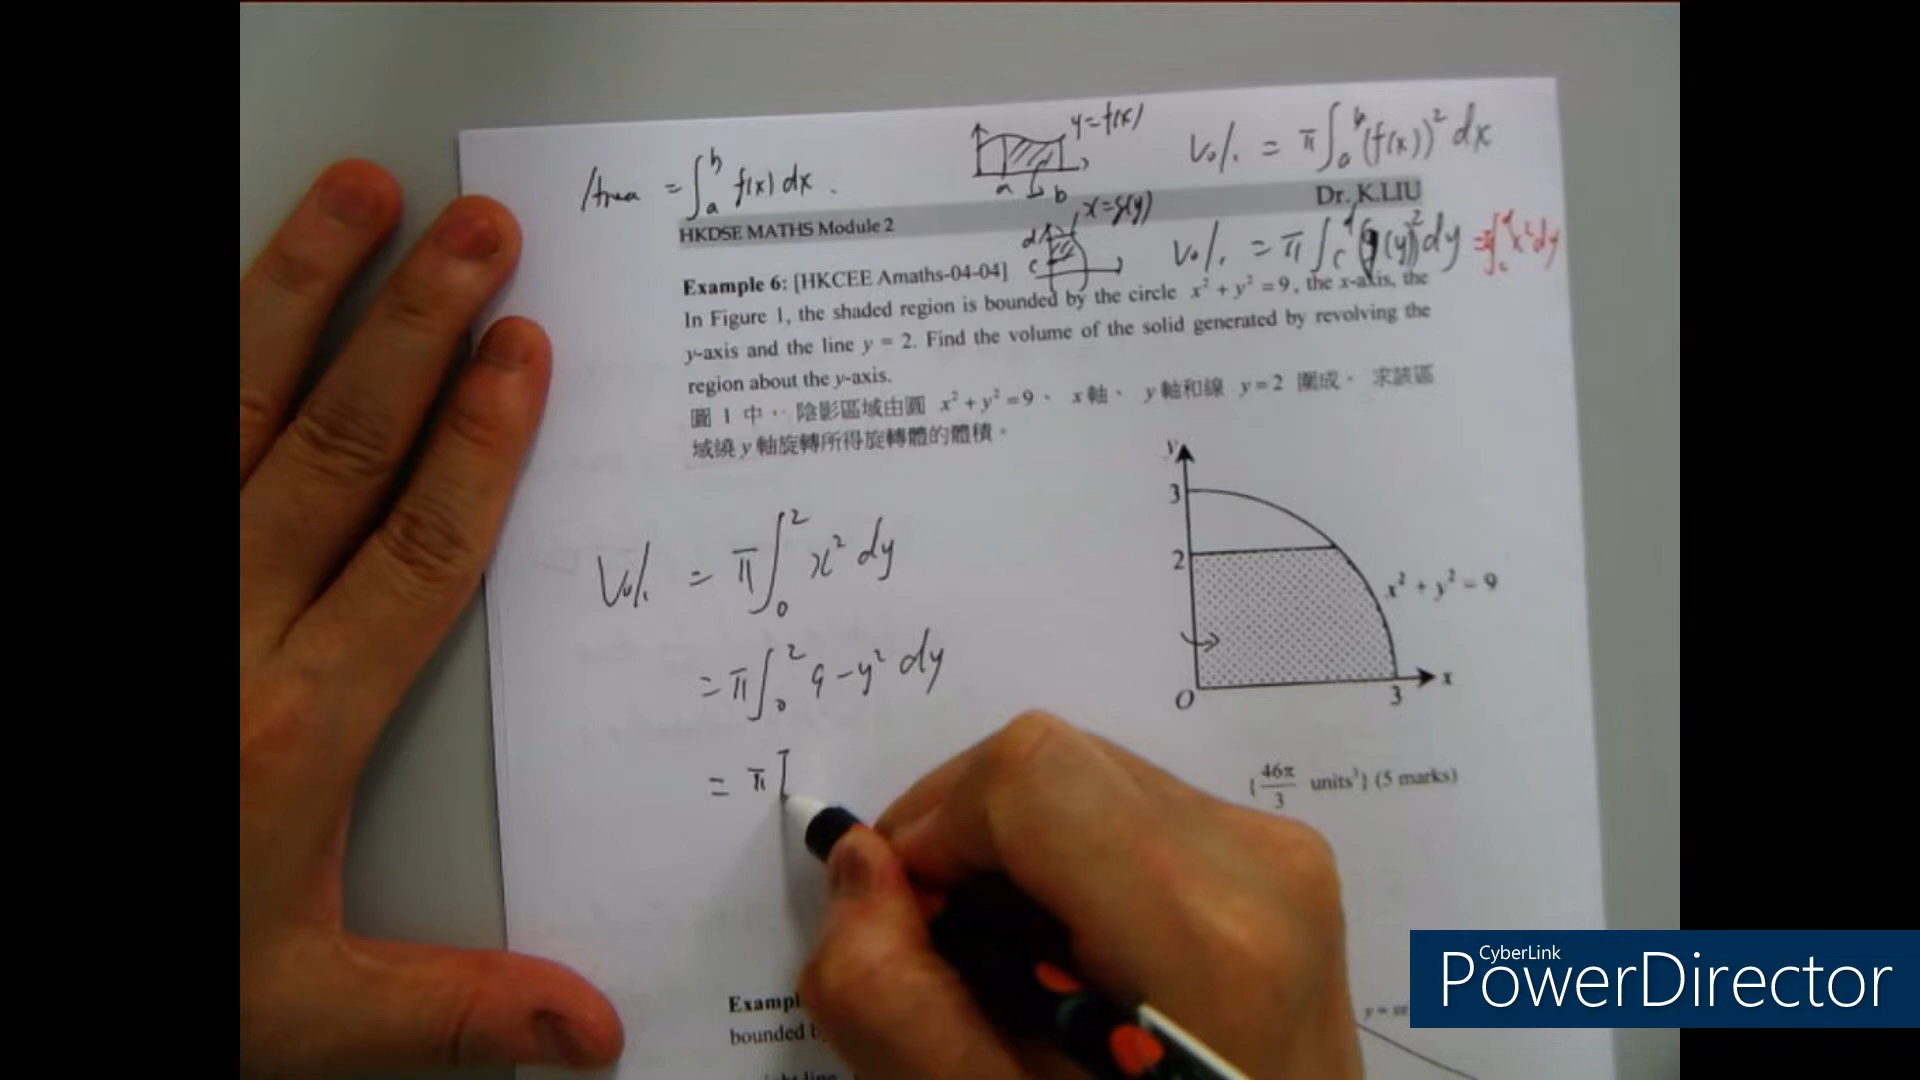 Area = ∫ₐᵇ f(x) dx .
y = f(x)
a b
Vol. = π∫ₐᵇ (f(x))² dx
HKDSE MATHS Module 2
Dr. K.LIU
x = g(y)
d
c
Vol. = π∫_c^d (g(y))² dy = π∫_c^d x² dy
Example 6: [HKCEE Amaths-04-04]
In Figure 1, the shaded region is bounded by the circle x² + y² = 9, the x-axis, the
y-axis and the line y = 2. Find the volume of the solid generated by revolving the
region about the y-axis.
圖 1 中,陰影區域由圓 x² + y² = 9、 x 軸、 y 軸和線 y = 2 圍成。 求該區
域繞 y 軸旋轉所得旋轉體的體積。
Vol. = π∫₀² x² dy
= π∫₀² 9 − y² dy
= π[
y
3
2
x² + y² = 9
O
3
x
{46π/3 units³} (5 marks)
bounded
CyberLink
PowerDirector